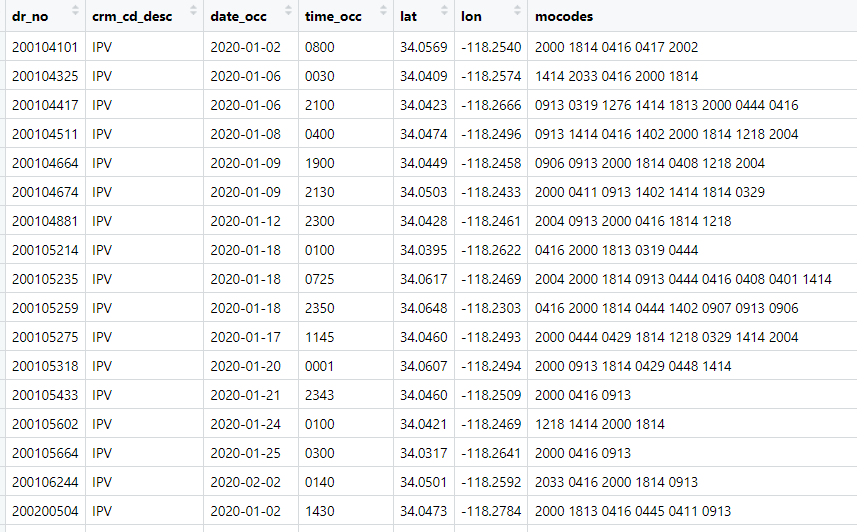 dr_no crm_cd_desc date_occ time_occ lat lon mocodes
200104101 IPV 2020-01-02 0800 34.0569 -118.2540 2000 1814 0416 0417 2002
200104325 IPV 2020-01-06 0030 34.0409 -118.2574 1414 2033 0416 2000 1814
200104417 IPV 2020-01-06 2100 34.0423 -118.2666 0913 0319 1276 1414 1813 2000 0444 0416
200104511 IPV 2020-01-08 0400 34.0474 -118.2496 0913 1414 0416 1402 2000 1814 1218 2004
200104664 IPV 2020-01-09 1900 34.0449 -118.2458 0906 0913 2000 1814 0408 1218 2004
200104674 IPV 2020-01-09 2130 34.0503 -118.2433 2000 0411 0913 1402 1414 1814 0329
200104881 IPV 2020-01-12 2300 34.0428 -118.2461 2004 0913 2000 0416 1814 1218
200105214 IPV 2020-01-18 0100 34.0395 -118.2622 0416 2000 1813 0319 0444
200105235 IPV 2020-01-18 0725 34.0617 -118.2469 2004 2000 1814 0913 0444 0416 0408 0401 1414
200105259 IPV 2020-01-18 2350 34.0648 -118.2303 0416 2000 1814 0444 1402 0907 0913 0906
200105275 IPV 2020-01-17 1145 34.0460 -118.2493 2000 0444 0429 1814 1218 0329 1414 2004
200105318 IPV 2020-01-20 0001 34.0607 -118.2494 2000 0913 1814 0429 0448 1414
200105433 IPV 2020-01-21 2343 34.0460 -118.2509 2000 0416 0913
200105602 IPV 2020-01-24 0100 34.0421 -118.2469 1218 1414 2000 1814
200105664 IPV 2020-01-25 0300 34.0317 -118.2641 2000 0416 0913
200106244 IPV 2020-02-02 0140 34.0501 -118.2592 2033 0416 2000 1814 0913
200200504 IPV 2020-01-02 1430 34.0473 -118.2784 2000 1813 0416 0445 0411 0913